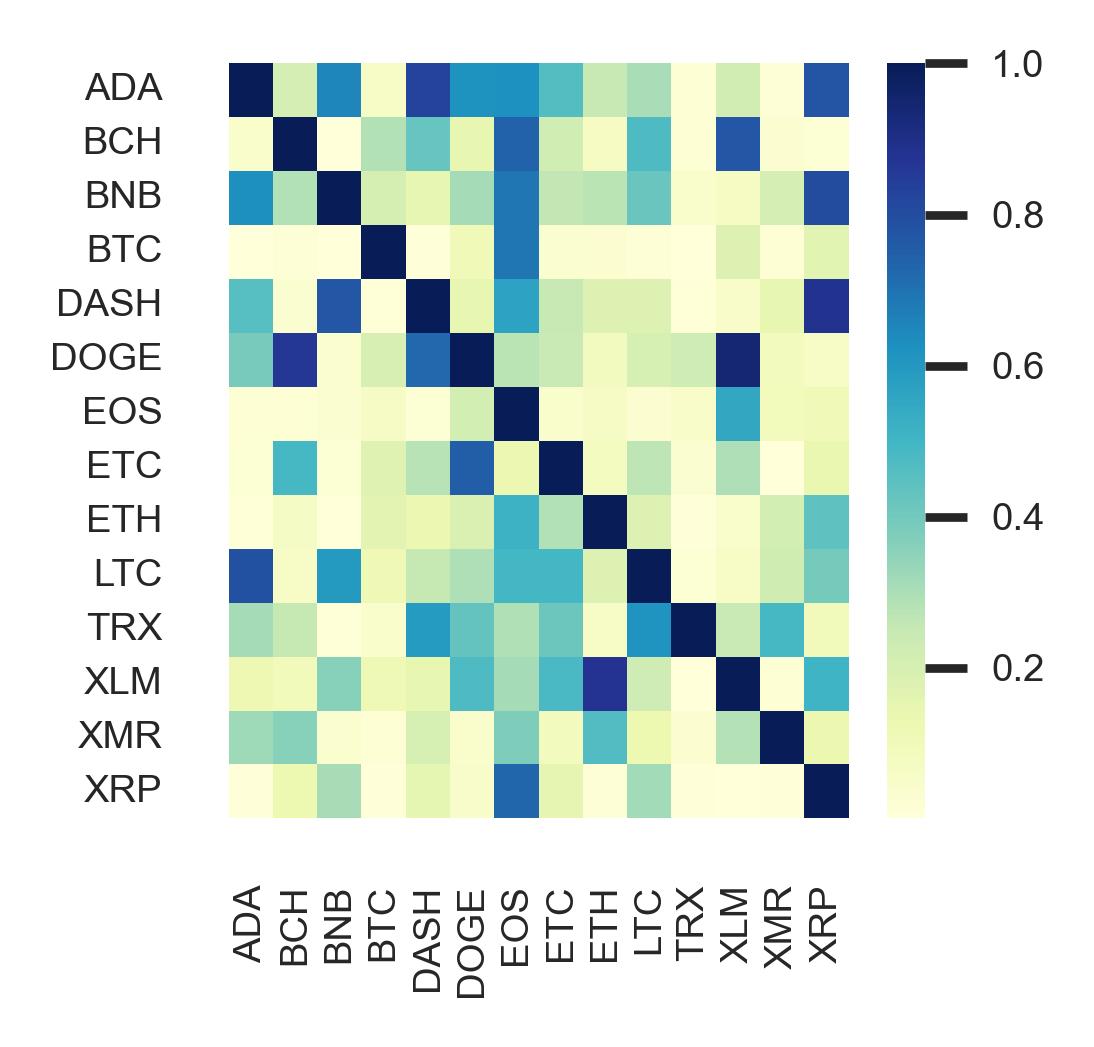 ADA
BCH
BNB
BTC
DASH
DOGE
EOS
ETC
ETH
LTC
TRX
XLM
XMR
XRP
ADA
BCH
BNB
BTC
DASH
DOGE
EOS
ETC
ETH
LTC
TRX
XLM
XMR
XRP
1.0
0.8
0.6
0.4
0.2